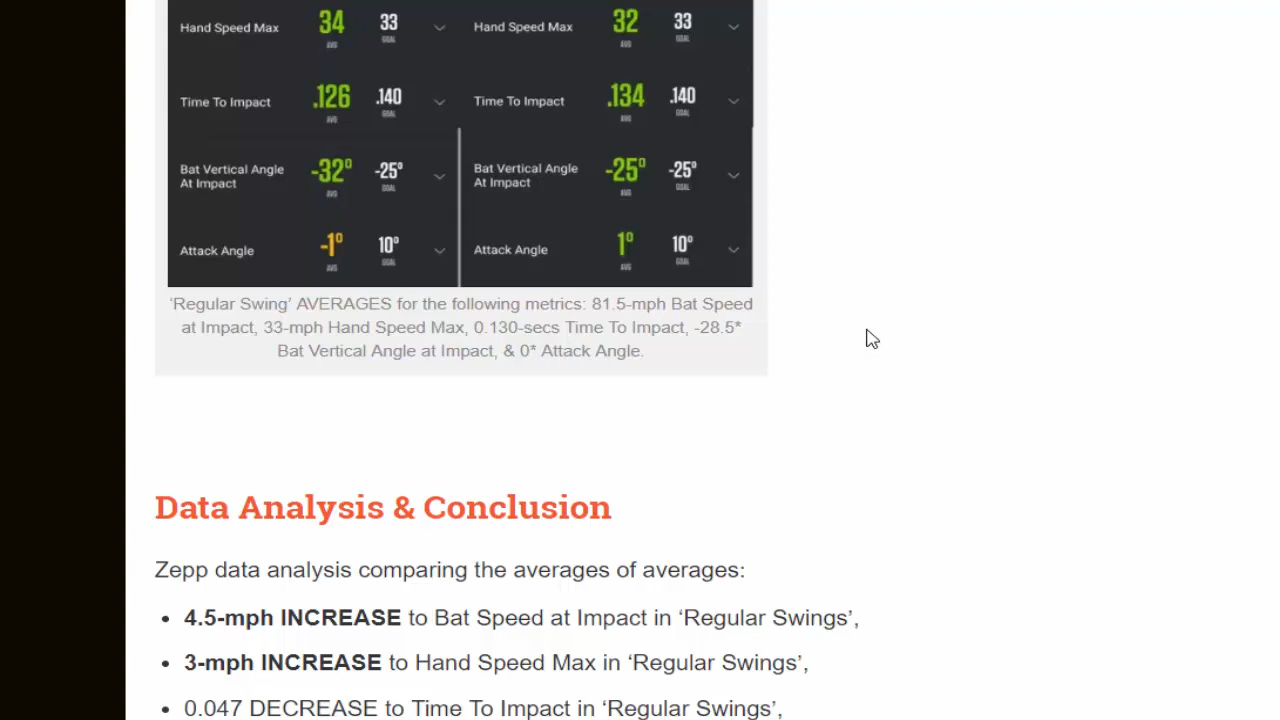 Hand Speed Max 34 33 Hand Speed Max 32 33
AVG GOAL AVG GOAL
Time To Impact .126 .140 Time To Impact .134 .140
AVG GOAL AVG GOAL
Bat Vertical Angle -32° -25° Bat Vertical Angle -25° -25°
At Impact AVG GOAL At Impact AVG GOAL
Attack Angle -1° 10° Attack Angle 1° 10°
AVG GOAL AVG GOAL
‘Regular Swing’ AVERAGES for the following metrics: 81.5-mph Bat Speed
at Impact, 33-mph Hand Speed Max, 0.130-secs Time To Impact, -28.5*
Bat Vertical Angle at Impact, & 0* Attack Angle.
Data Analysis & Conclusion
Zepp data analysis comparing the averages of averages:
• 4.5-mph INCREASE to Bat Speed at Impact in ‘Regular Swings’,
• 3-mph INCREASE to Hand Speed Max in ‘Regular Swings’,
• 0.047 DECREASE to Time To Impact in ‘Regular Swings’,